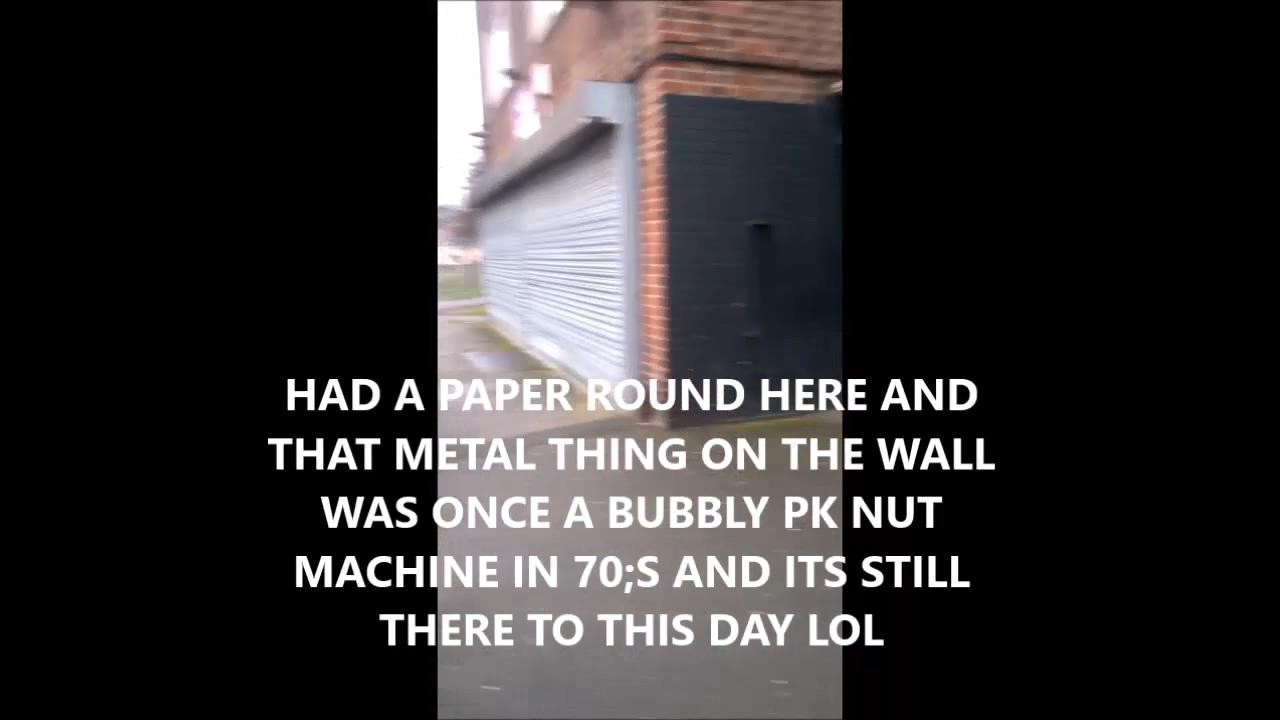 HAD A PAPER ROUND HERE AND
THAT METAL THING ON THE WALL
WAS ONCE A BUBBLY PK NUT
MACHINE IN 70;S AND ITS STILL
THERE TO THIS DAY LOL